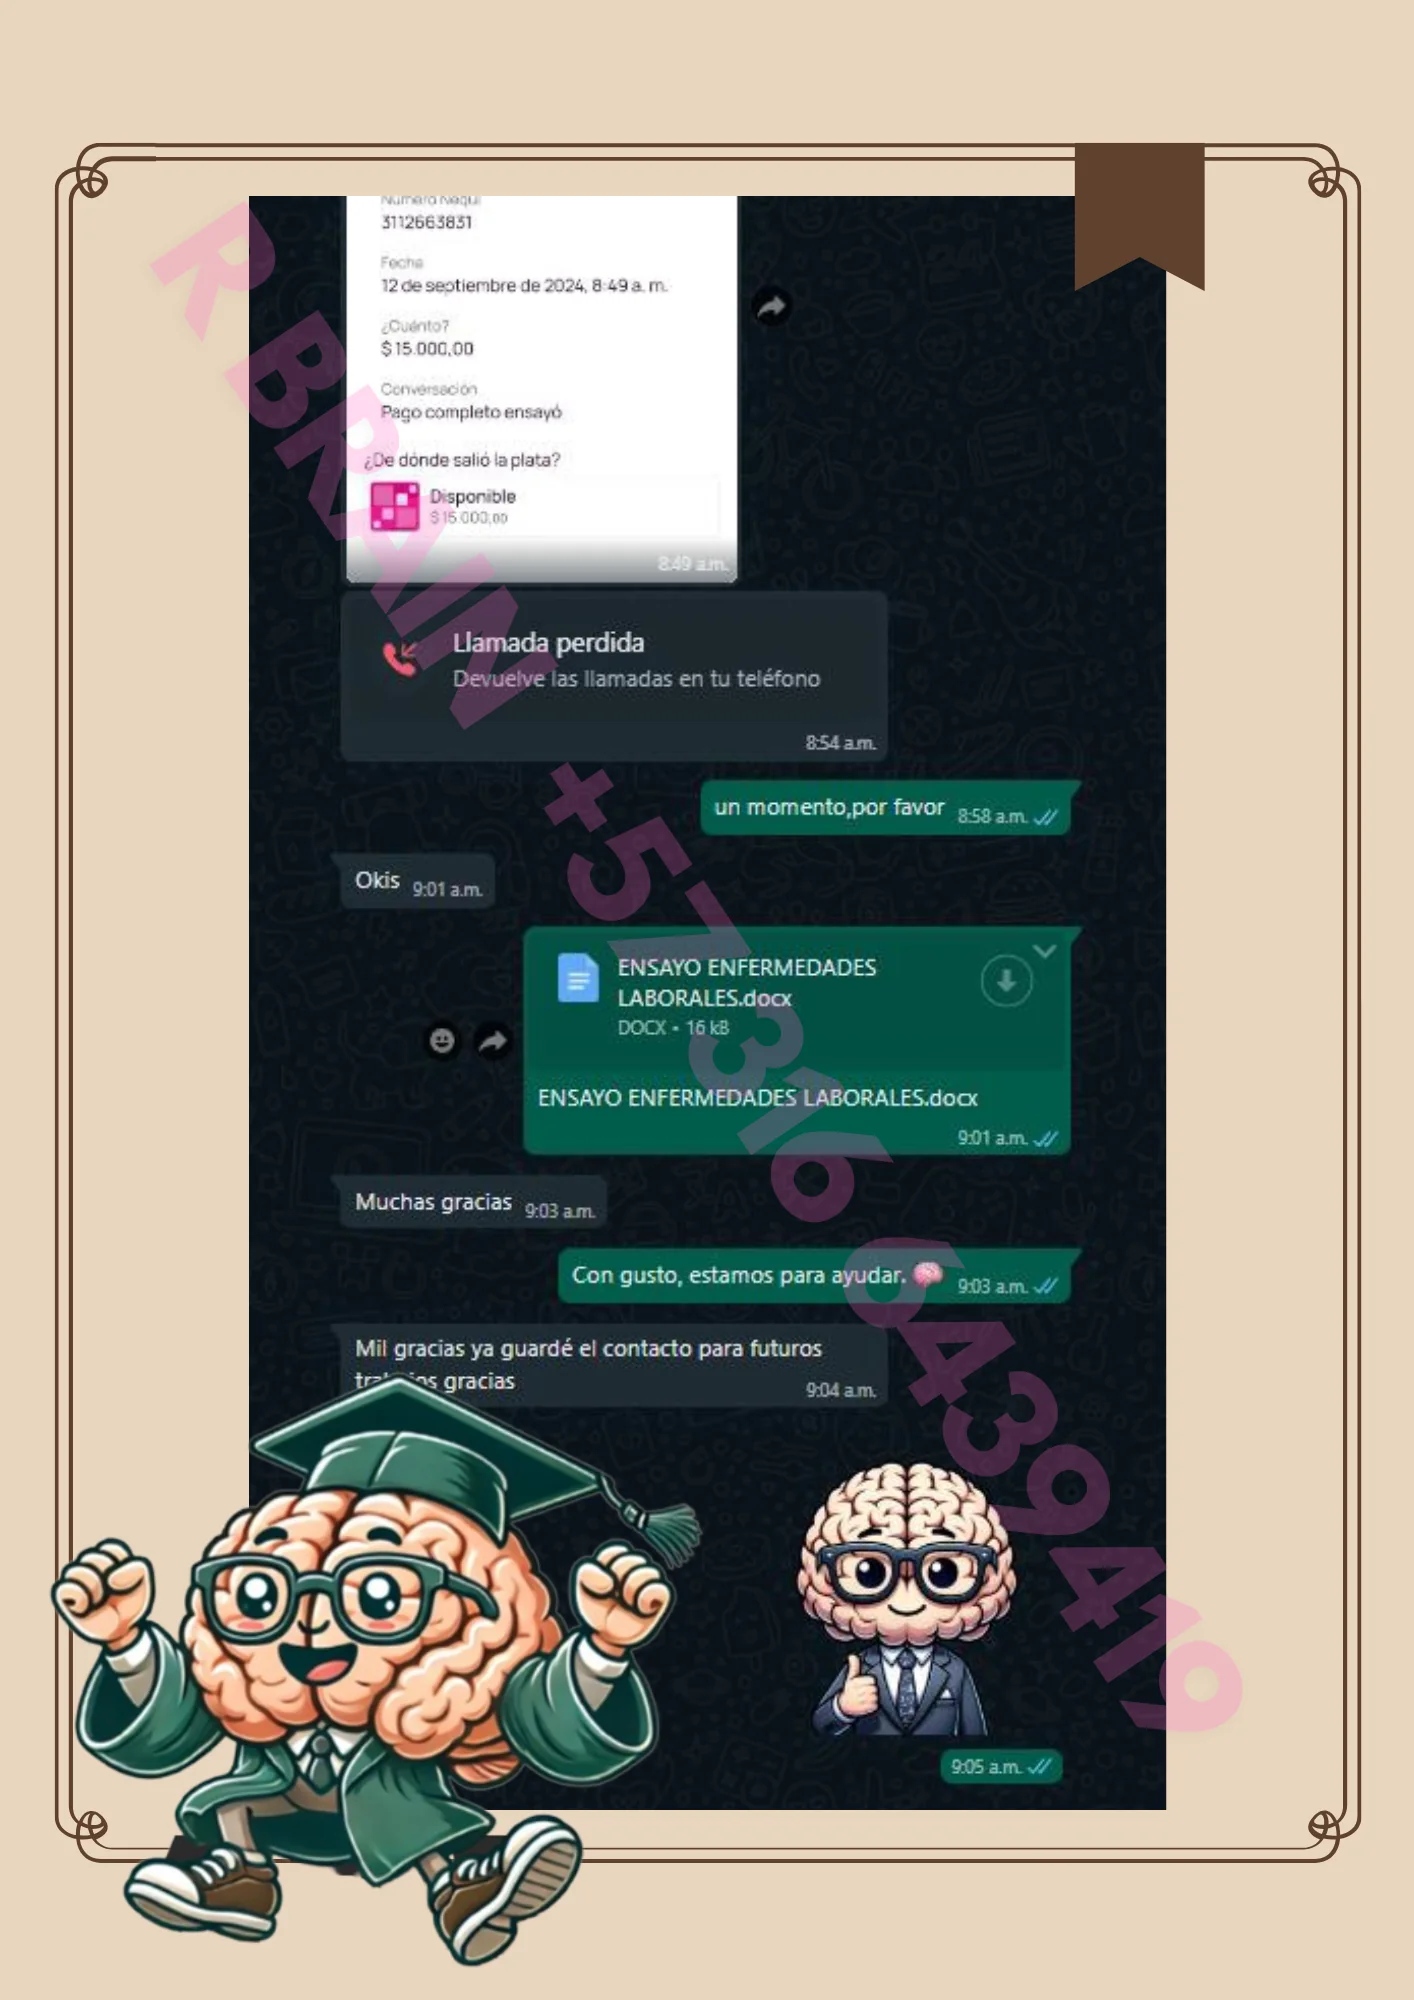 Número Nequi
3112663831
Fecha
12 de septiembre de 2024, 8:49 a. m.
¿Cuánto?
$ 15.000,00
Conversación
Pago completo ensayó
¿De dónde salió la plata?
Disponible
$ 15.000,00
8:49 a.m.
Llamada perdida
Devuelve las llamadas en tu teléfono
8:54 a.m.
un momento,por favor 8:58 a.m.
Okis 9:01 a.m.
ENSAYO ENFERMEDADES
LABORALES.docx
DOCX • 16 kB
ENSAYO ENFERMEDADES LABORALES.docx
9:01 a.m.
Muchas gracias 9:03 a.m.
Con gusto, estamos para ayudar. 9:03 a.m.
Mil gracias ya guardé el contacto para futuros
trabajos gracias 9:04 a.m.
9:05 a.m.
R BRAIN +57 316 6439419